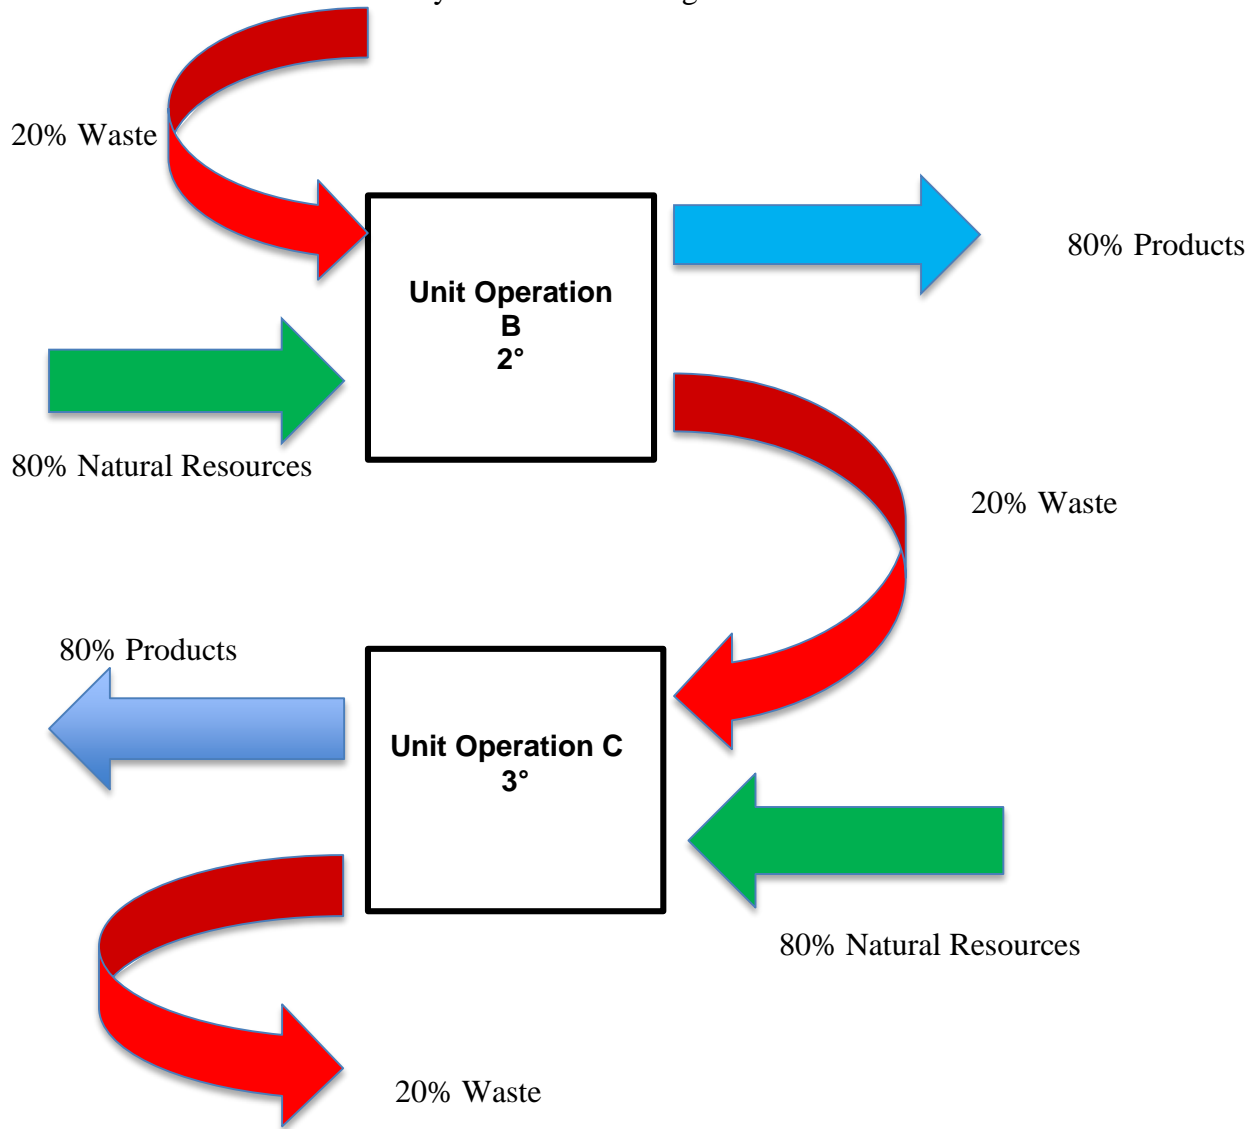 20% Waste
80% Products
Unit Operation
B
2°
80% Natural Resources
20% Waste
80% Products
Unit Operation C
3°
80% Natural Resources
20% Waste